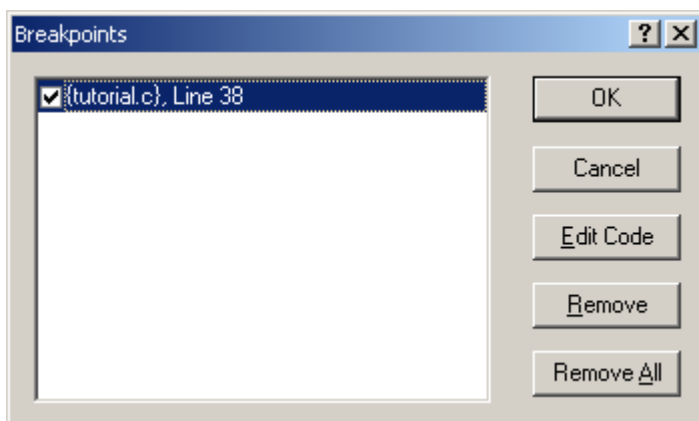 Breakpoints
{tutorial.c}, Line 38
OK
Cancel
Edit Code
Remove
Remove All